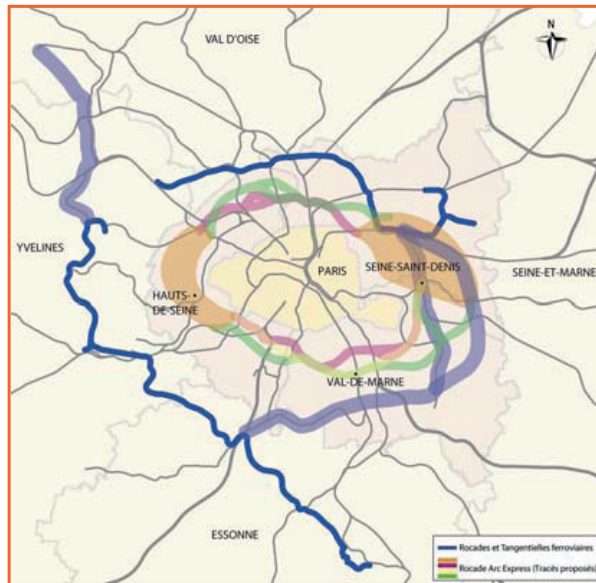 VAL D'OISE
N
YVELINES
PARIS
SEINE-SAINT-DENIS
SEINE-ET-MARNE
HAUTS-
DE-SEINE
VAL-DE-MARNE
ESSONNE
Rocades et Tangentielles ferroviaires
Rocade Arc Express (Tracés proposés)